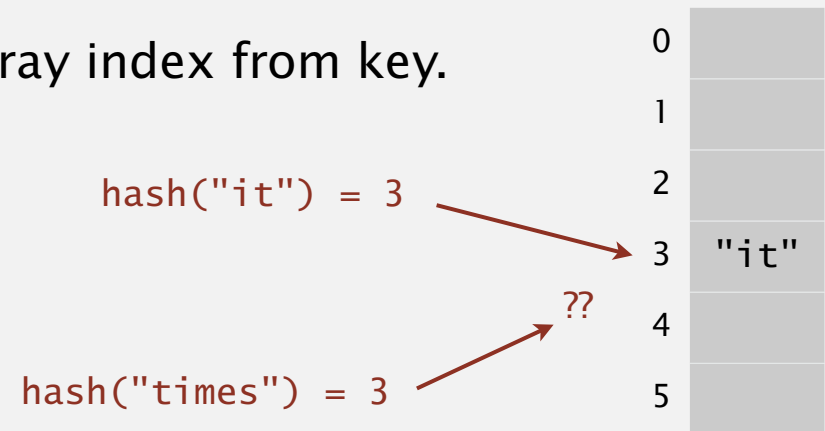 ray index from key.
hash("it") = 3
??
hash("times") = 3
0
1
2
3 "it"
4
5